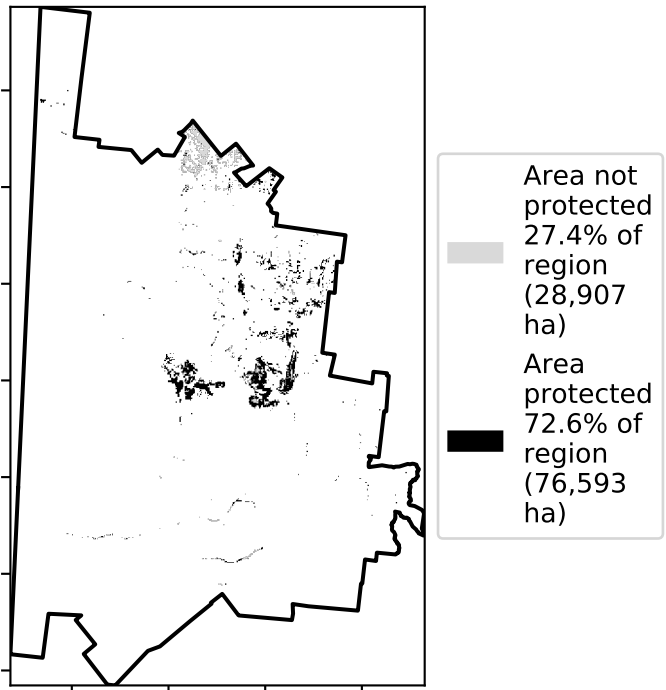 Area not
protected
27.4% of
region
(28,907
ha)
Area
protected
72.6% of
region
(76,593
ha)